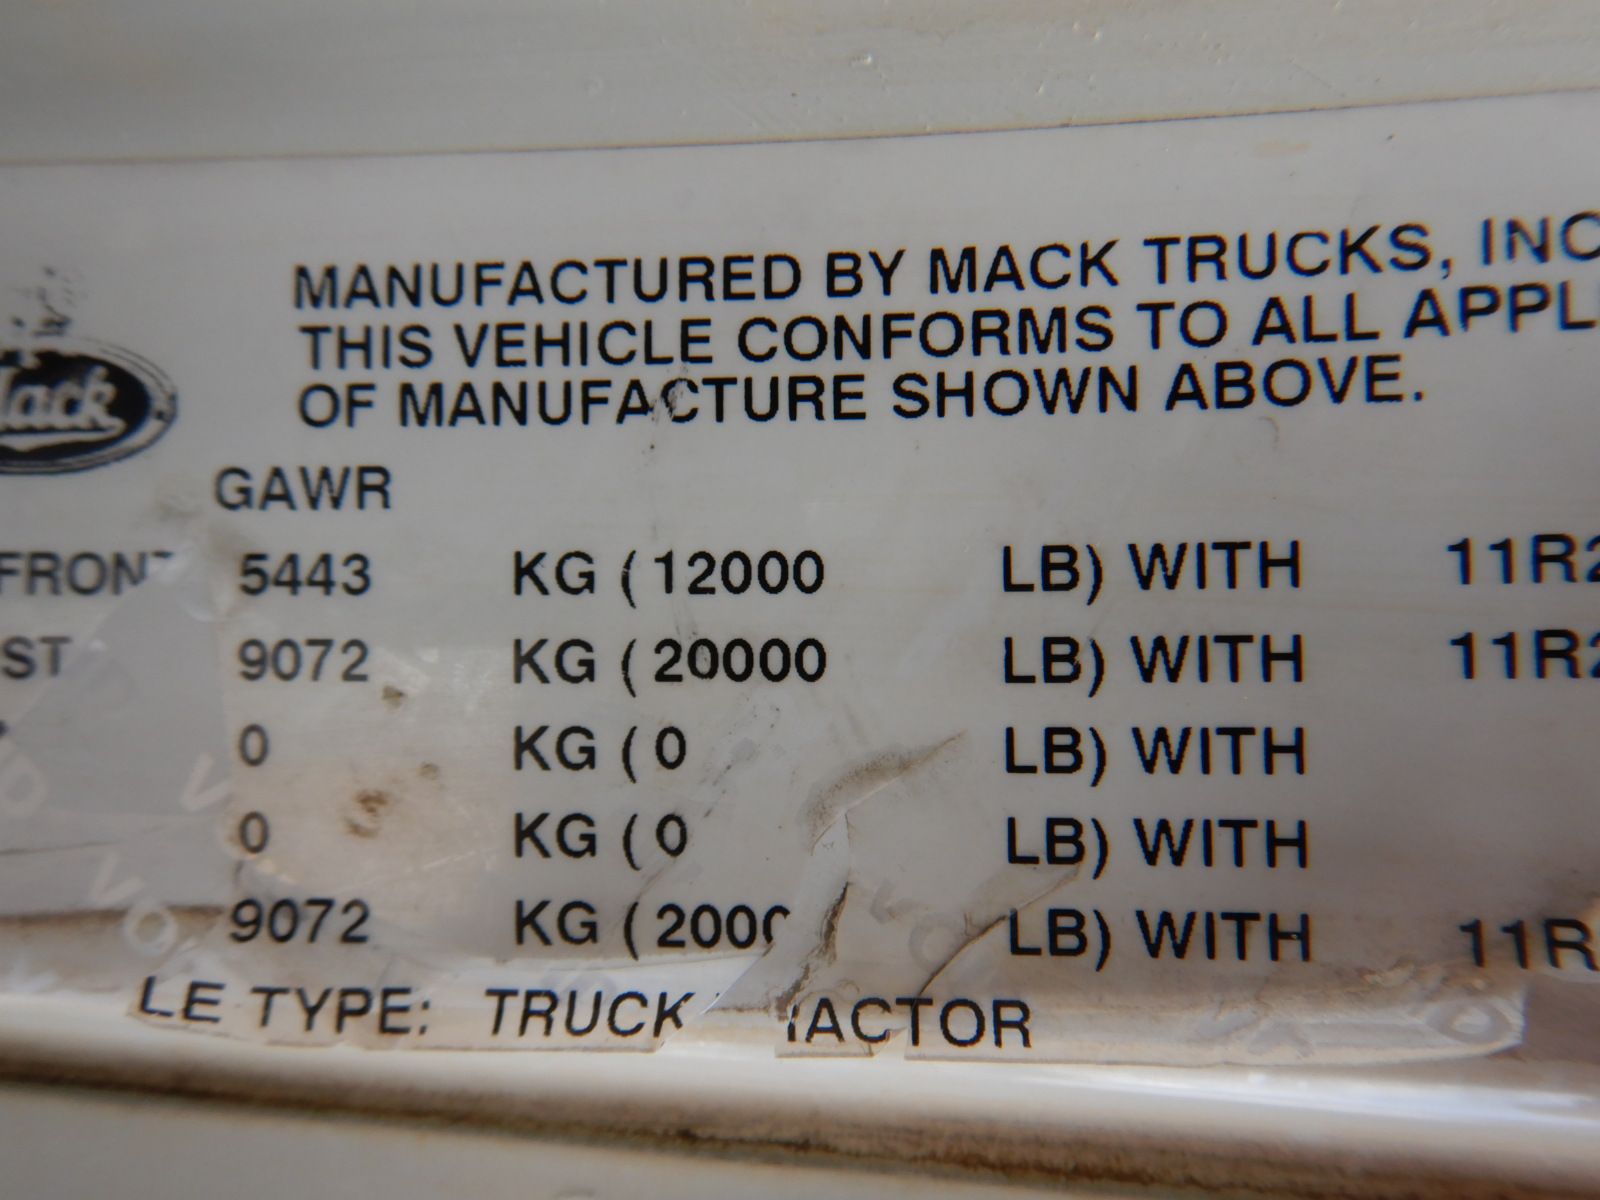 MANUFACTURED BY MACK TRUCKS, INC
THIS VEHICLE CONFORMS TO ALL APPL
OF MANUFACTURE SHOWN ABOVE.
Mack
GAWR
FRONT 5443 KG (12000 LB) WITH 11R2
ST 9072 KG (20000 LB) WITH 11R2
0 KG (0 LB) WITH
0 KG (0 LB) WITH
9072 KG (2000 LB) WITH 11R
LE TYPE: TRUCK TRACTOR